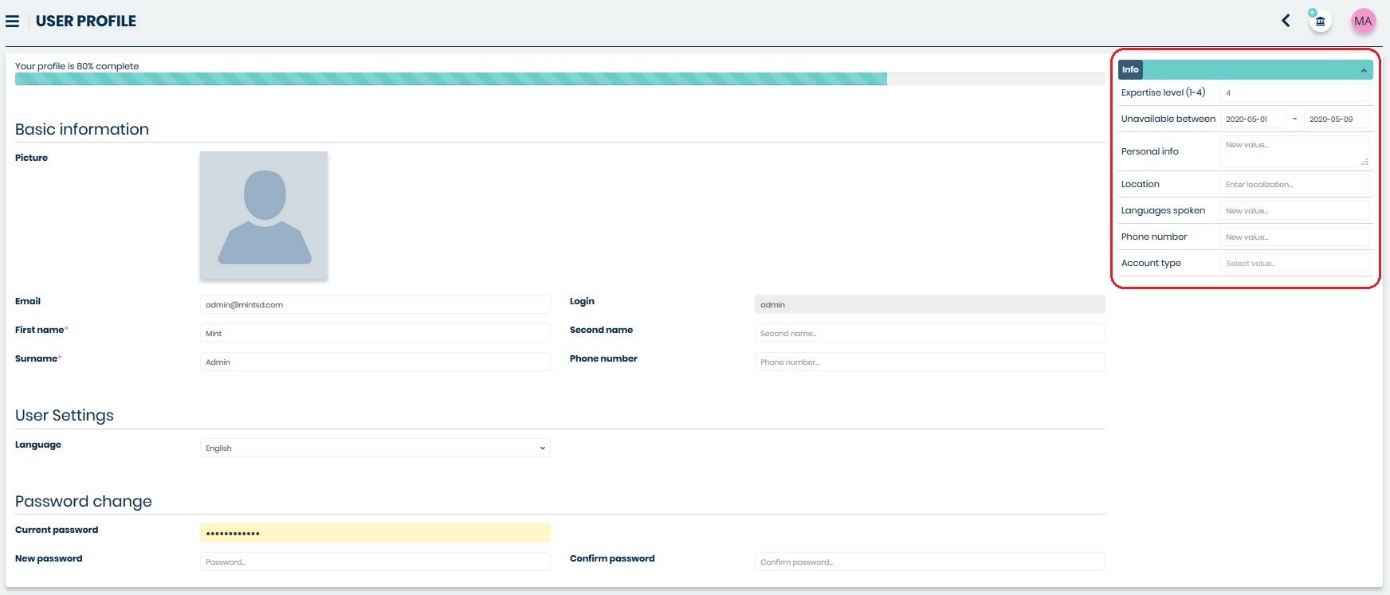 USER PROFILE
MA
Your profile is 80% complete
Basic information
Picture
Email admin@mintsd.com Login admin
First name* Mint Second name Second name...
Surname* Admin Phone number Phone number...
User Settings
Language English
Password change
Current password ••••••••••••
New password Password... Confirm password Confirm password...
Info
Expertise level (1-4) 4
Unavailable between 2020-05-01 - 2020-05-09
Personal info New value...
Location Enter localization...
Languages spoken New value...
Phone number New value...
Account type Select value...